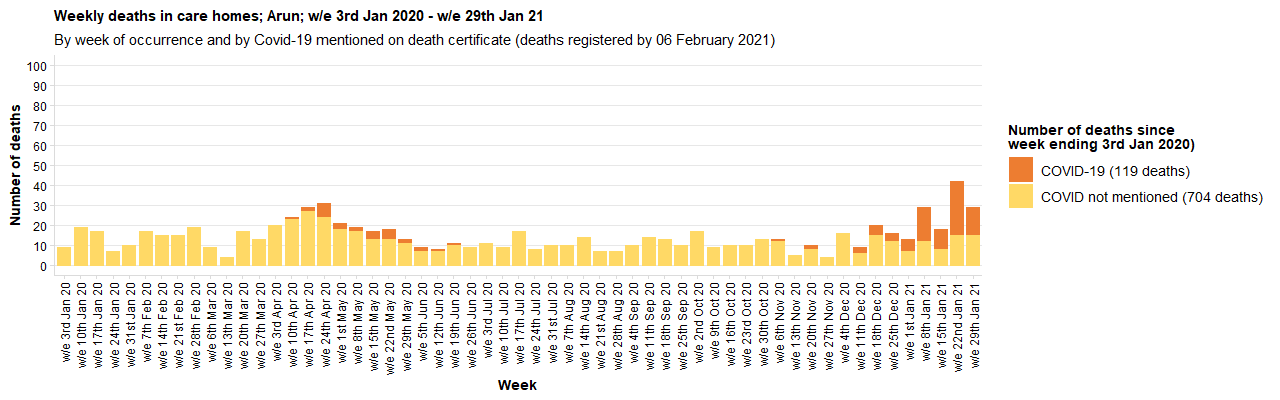 Weekly deaths in care homes; Arun; w/e 3rd Jan 2020 - w/e 29th Jan 21
By week of occurrence and by Covid-19 mentioned on death certificate (deaths registered by 06 February 2021)
Number of deaths
100
90
80
70
60
50
40
30
20
10
0
w/e 3rd Jan 20
w/e 10th Jan 20
w/e 17th Jan 20
w/e 24th Jan 20
w/e 31st Jan 20
w/e 7th Feb 20
w/e 14th Feb 20
w/e 21st Feb 20
w/e 28th Feb 20
w/e 6th Mar 20
w/e 13th Mar 20
w/e 20th Mar 20
w/e 27th Mar 20
w/e 3rd Apr 20
w/e 10th Apr 20
w/e 17th Apr 20
w/e 24th Apr 20
w/e 1st May 20
w/e 8th May 20
w/e 15th May 20
w/e 22nd May 20
w/e 29th May 20
w/e 5th Jun 20
w/e 12th Jun 20
w/e 19th Jun 20
w/e 26th Jun 20
w/e 3rd Jul 20
w/e 10th Jul 20
w/e 17th Jul 20
w/e 24th Jul 20
w/e 31st Jul 20
w/e 7th Aug 20
w/e 14th Aug 20
w/e 21st Aug 20
w/e 28th Aug 20
w/e 4th Sep 20
w/e 11th Sep 20
w/e 18th Sep 20
w/e 25th Sep 20
w/e 2nd Oct 20
w/e 9th Oct 20
w/e 16th Oct 20
w/e 23rd Oct 20
w/e 30th Oct 20
w/e 6th Nov 20
w/e 13th Nov 20
w/e 20th Nov 20
w/e 27th Nov 20
w/e 4th Dec 20
w/e 11th Dec 20
w/e 18th Dec 20
w/e 25th Dec 20
w/e 1st Jan 21
w/e 8th Jan 21
w/e 15th Jan 21
w/e 22nd Jan 21
w/e 29th Jan 21
Week
Number of deaths since
week ending 3rd Jan 2020)
COVID-19 (119 deaths)
COVID not mentioned (704 deaths)